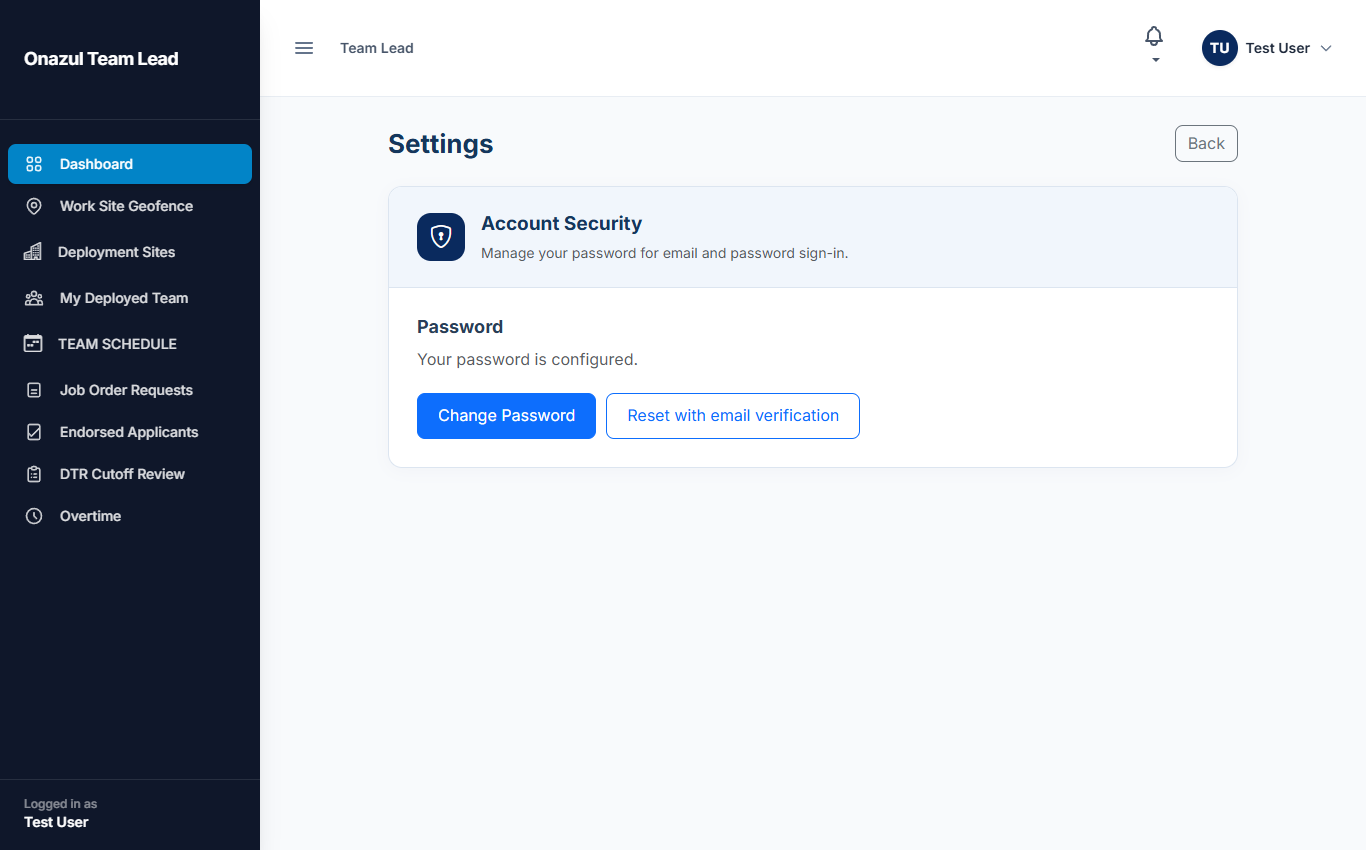 Onazul Team Lead
Team Lead
TU Test User
Dashboard
Work Site Geofence
Deployment Sites
My Deployed Team
TEAM SCHEDULE
Job Order Requests
Endorsed Applicants
DTR Cutoff Review
Overtime
Logged in as
Test User
Settings
Back
Account Security
Manage your password for email and password sign-in.
Password
Your password is configured.
Change Password
Reset with email verification